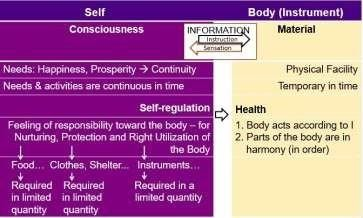 Self
Body (Instrument)
Consciousness
INFORMATION
Instruction
Sensation
Material
Needs: Happiness, Prosperity → Continuity
Physical Facility
Needs & activities are continuous in time
Temporary in time
Self-regulation
Health
Feeling of responsibility toward the body – for
Nurturing, Protection and Right Utilization of
the Body
1. Body acts according to I
2. Parts of the body are in
harmony (in order)
Food… Clothes, Shelter… Instruments…
Required Required Required in a limited
in limited in limited quantity
quantity quantity